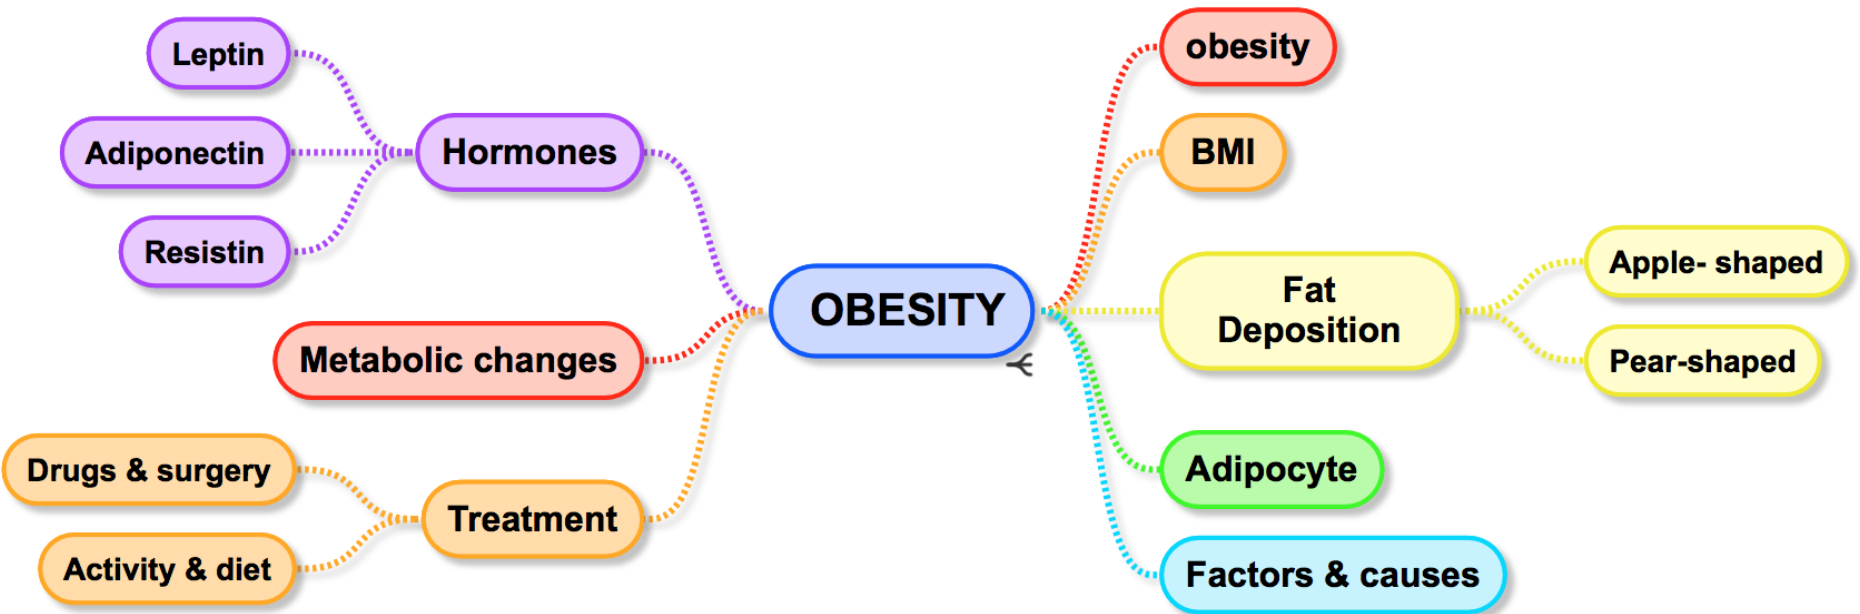 OBESITY
obesity
BMI
Fat
Deposition
Apple- shaped
Pear-shaped
Adipocyte
Factors & causes
Hormones
Leptin
Adiponectin
Resistin
Metabolic changes
Treatment
Drugs & surgery
Activity & diet